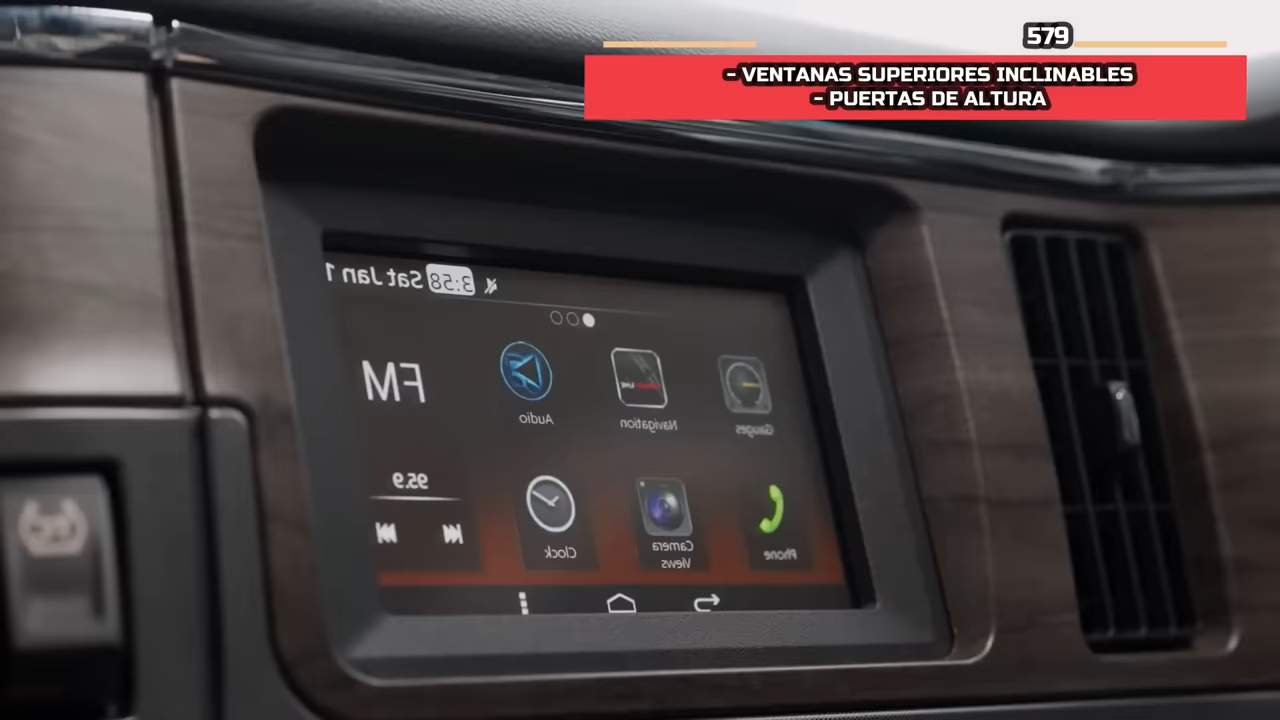 579
- VENTANAS SUPERIORES INCLINABLES
- PUERTAS DE ALTURA
Sat Jan 1
3:58
FM
Audio
Navigation
Gauges
95.9
Clock
Camera
Views
Phone